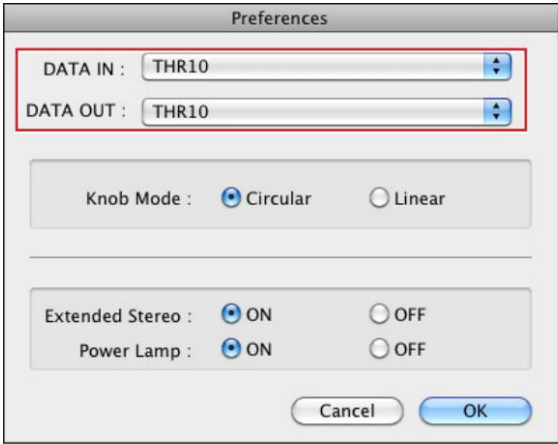 Preferences
DATA IN : THR10
DATA OUT : THR10
Knob Mode : Circular Linear
Extended Stereo : ON OFF
Power Lamp : ON OFF
Cancel OK